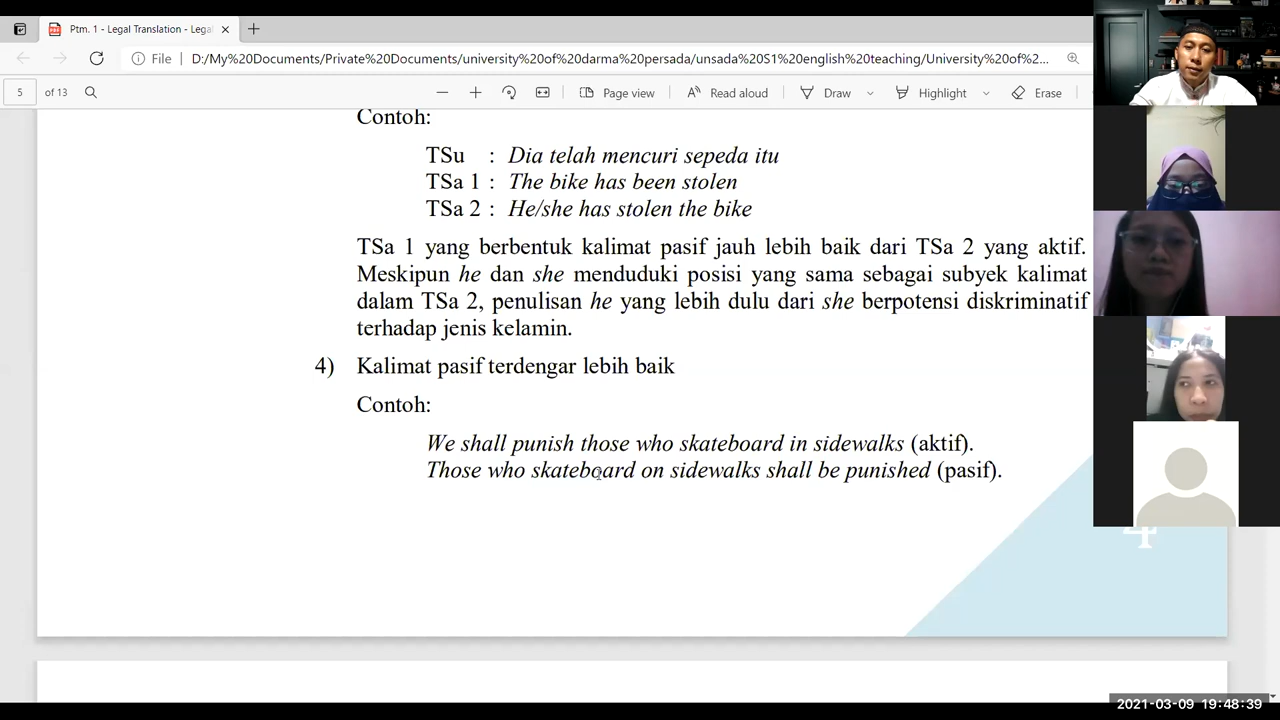 Ptm. 1 - Legal Translation - Lega
File D:/My%20Documents/Private%20Documents/university%20of%20darma%20persada/unsada%20S1%20english%20teaching/University%20of%2...
5 of 13 Page view Read aloud Draw Highlight Erase
Contoh:
TSu : Dia telah mencuri sepeda itu
TSa 1 : The bike has been stolen
TSa 2 : He/she has stolen the bike
TSa 1 yang berbentuk kalimat pasif jauh lebih baik dari TSa 2 yang aktif.
Meskipun he dan she menduduki posisi yang sama sebagai subyek kalimat
dalam TSa 2, penulisan he yang lebih dulu dari she berpotensi diskriminatif
terhadap jenis kelamin.
4) Kalimat pasif terdengar lebih baik
Contoh:
We shall punish those who skateboard in sidewalks (aktif).
Those who skateboard on sidewalks shall be punished (pasif).
4
2021-03-09 19:48:39